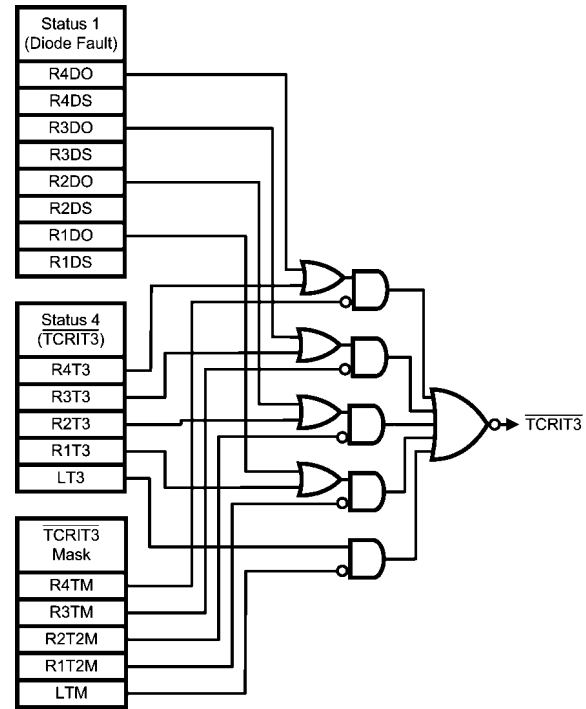 Status 1
(Diode Fault)
R4DO
R4DS
R3DO
R3DS
R2DO
R2DS
R1DO
R1DS
Status 4
(TCRIT3)
R4T3
R3T3
R2T3
R1T3
LT3
TCRIT3
Mask
R4TM
R3TM
R2T2M
R1T2M
LTM
TCRIT3